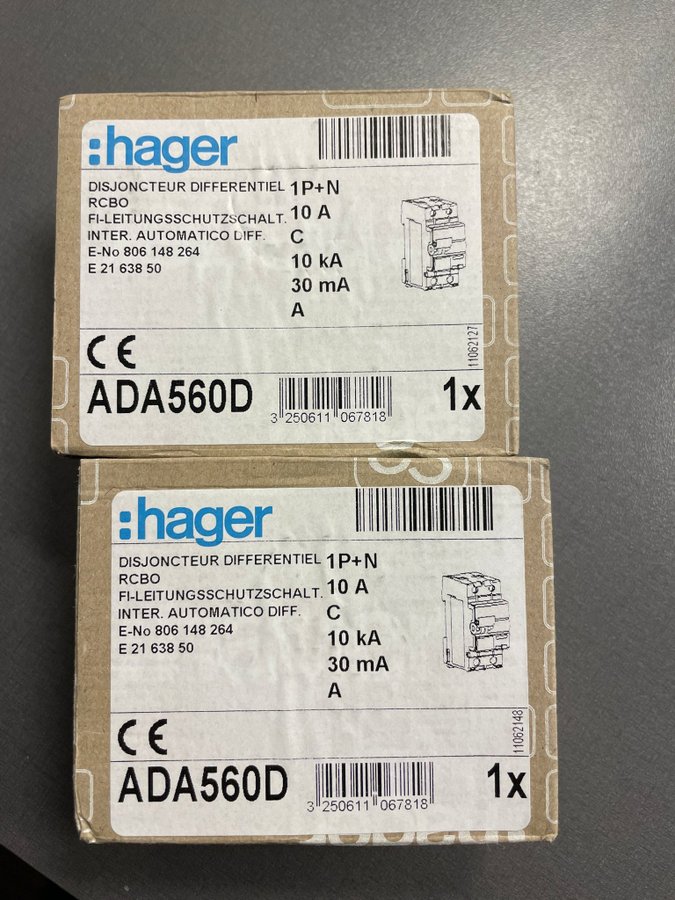 :hager
DISJONCTEUR DIFFERENTIEL 1P+N
RCBO
FI-LEITUNGSSCHUTZSCHALT. 10 A
INTER. AUTOMATICO DIFF. C
E-No 806 148 264
10 kA
E 21 638 50
30 mA
A
11062127
CE
ADA560D
3 250611 067818
1x
:hager
DISJONCTEUR DIFFERENTIEL 1P+N
RCBO
FI-LEITUNGSSCHUTZSCHALT. 10 A
INTER. AUTOMATICO DIFF. C
E-No 806 148 264
10 kA
E 21 638 50
30 mA
A
11062148
CE
ADA560D
3 250611 067818
1x